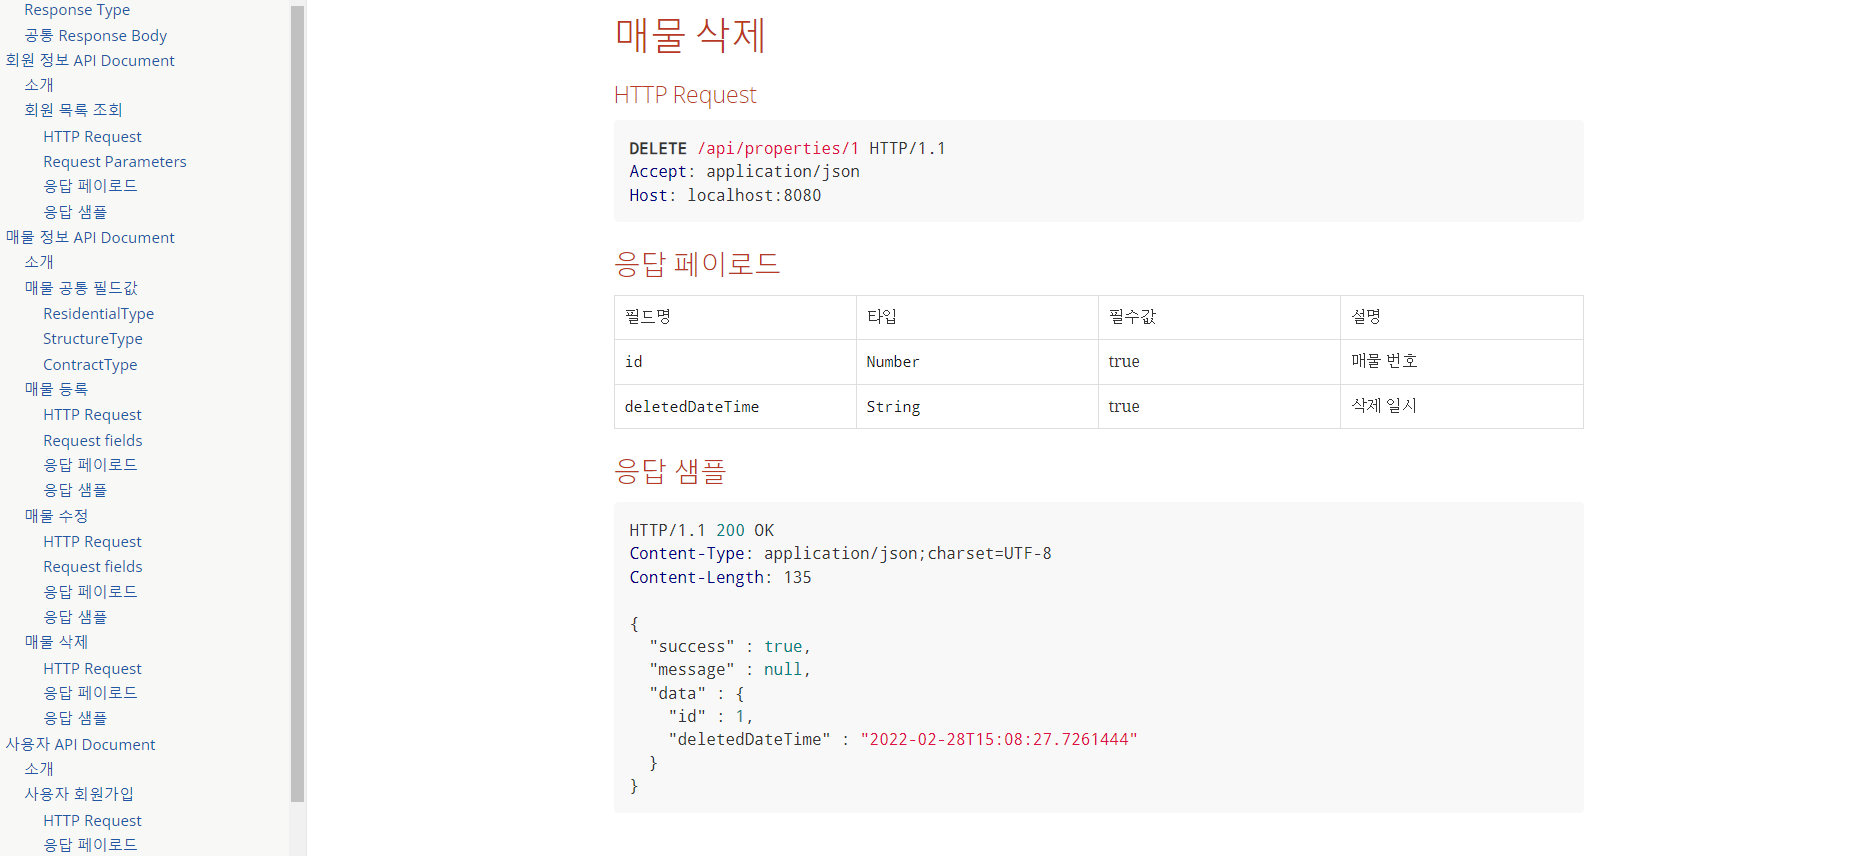 Response Type
공통 Response Body
회원 정보 API Document
소개
회원 목록 조회
HTTP Request
Request Parameters
응답 페이로드
응답 샘플
매물 정보 API Document
소개
매물 공통 필드값
ResidentialType
StructureType
ContractType
매물 등록
HTTP Request
Request fields
응답 페이로드
응답 샘플
매물 수정
HTTP Request
Request fields
응답 페이로드
응답 샘플
매물 삭제
HTTP Request
응답 페이로드
응답 샘플
사용자 API Document
소개
사용자 회원가입
HTTP Request
응답 페이로드
매물 삭제
HTTP Request
DELETE /api/properties/1 HTTP/1.1
Accept: application/json
Host: localhost:8080
응답 페이로드
필드명 타입 필수값 설명
id Number true 매물 번호
deletedDateTime String true 삭제 일시
응답 샘플
HTTP/1.1 200 OK
Content-Type: application/json;charset=UTF-8
Content-Length: 135
{
"success" : true,
"message" : null,
"data" : {
"id" : 1,
"deletedDateTime" : "2022-02-28T15:08:27.7261444"
}
}